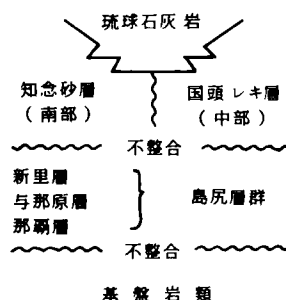 琉球石灰岩
知念砂層
(南部)
国頭レキ層
(中部)
不整合
新里層
与那原層
那覇層
島尻層群
不整合
基盤岩類